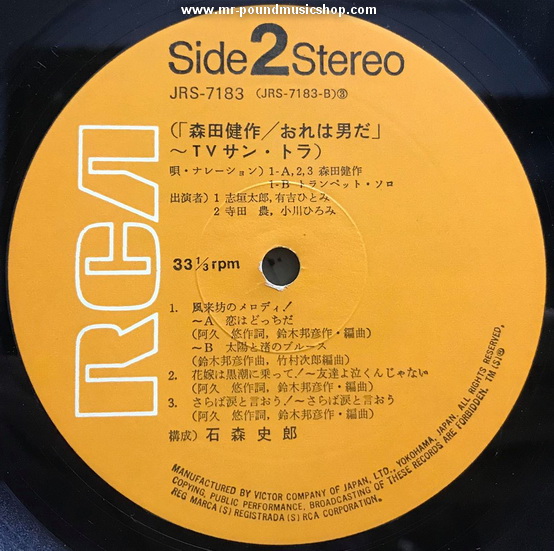 www.mr-poundmusicshop.com
Side 2 Stereo
JRS-7183 (JRS-7183-B)③
(「森田健作／おれは男だ」
～TVサン・トラ)
唄・ナレーション) 1-A,2,3 森田健作
1-B トランペット・ソロ
出演者) 1 志垣太郎,有吉ひとみ
2 寺田 農,小川ひろみ
33 1/3 rpm
RCA
1. 風来坊のメロディ！
～A 恋はどっちだ
(阿久 悠作詞,鈴木邦彦作・編曲)
～B 太陽と渚のブルース
(鈴木邦彦作曲,竹村次郎編曲)
2. 花嫁は黒潮に乗って！～友達よ泣くんじゃない
(阿久 悠作詞,鈴木邦彦作・編曲)
3. さらば涙と言おう！～さらば涙と言おう
(阿久 悠作詞,鈴木邦彦作・編曲)
構成) 石森史郎
MANUFACTURED BY VICTOR COMPANY OF JAPAN, LTD., YOKOHAMA, JAPAN, ALL RIGHTS RESERVED,
COPYING, PUBLIC PERFORMANCE, BROADCASTING OF THESE RECORDS ARE FORBIDDEN. TM(S)®
REG MARCA(S) REGISTRADA(S) RCA CORPORATION.